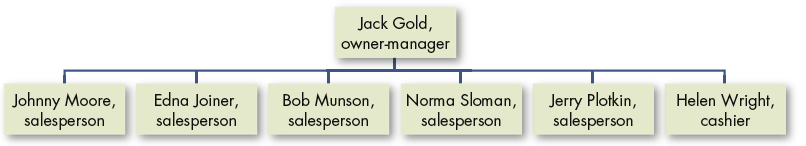 Jack Gold,
owner-manager
Johnny Moore,
salesperson
Edna Joiner,
salesperson
Bob Munson,
salesperson
Norma Sloman,
salesperson
Jerry Plotkin,
salesperson
Helen Wright,
cashier